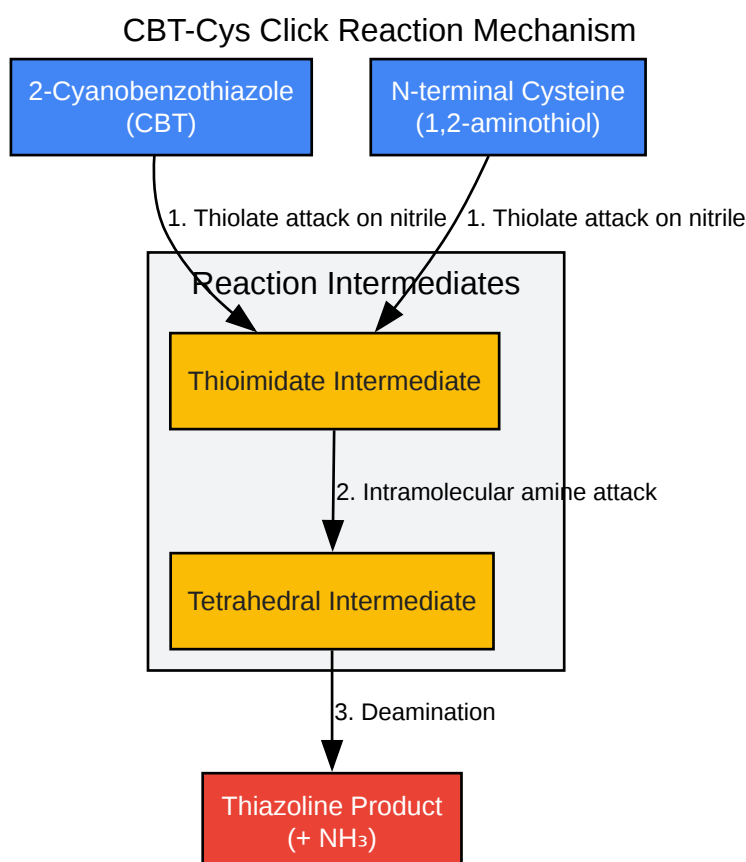 CBT-Cys Click Reaction Mechanism
2-Cyanobenzothiazole
(CBT)
N-terminal Cysteine
(1,2-aminothiol)
1. Thiolate attack on nitrile
1. Thiolate attack on nitrile
Reaction Intermediates
Thioimidate Intermediate
2. Intramolecular amine attack
Tetrahedral Intermediate
3. Deamination
Thiazoline Product
(+ NH₃)